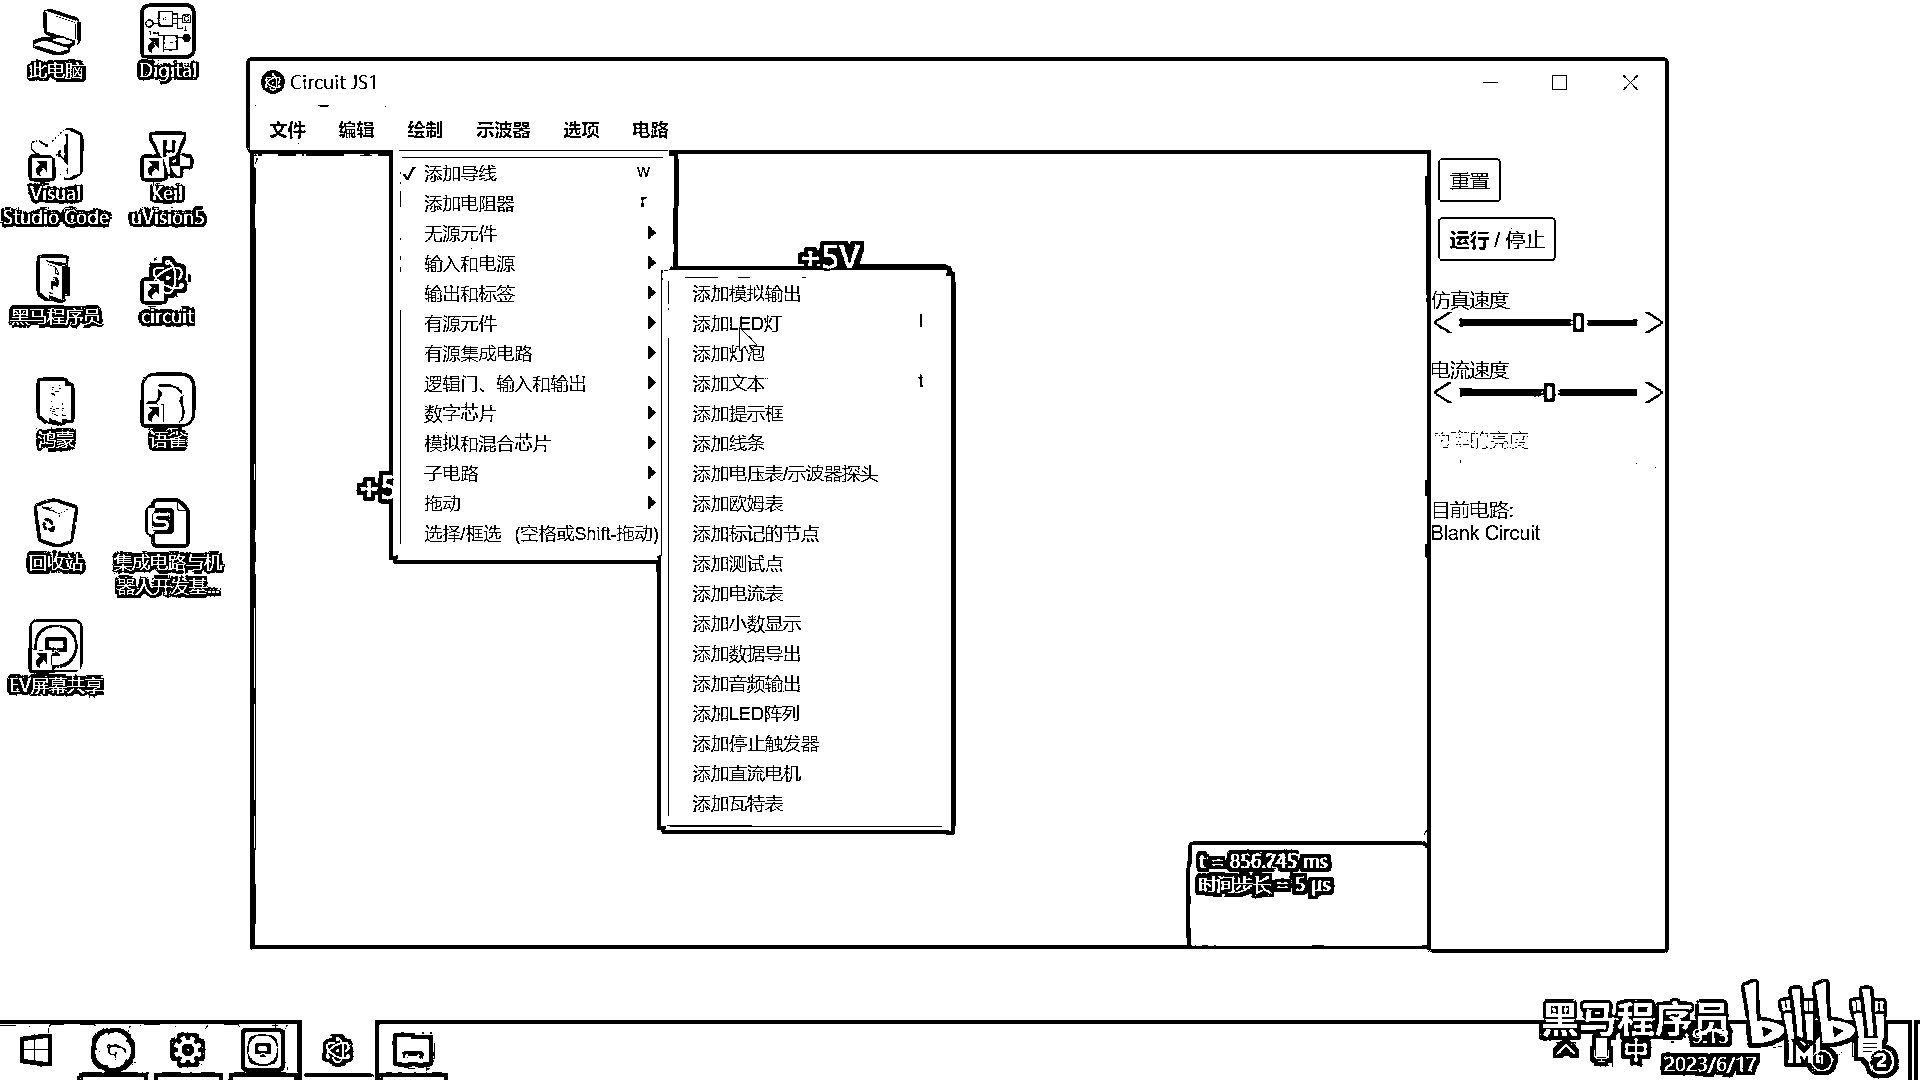 此电脑
Digital
Visual
Studio Code
Keil
uVision5
黑马程序员
circuit
鸿蒙
语雀
回收站
集成电路与机
器人开发基...
EV屏幕共享
Circuit JS1
文件 编辑 绘制 示波器 选项 电路
✓ 添加导线 w
添加电阻器 r
无源元件
输入和电源
输出和标签
有源元件
有源集成电路
逻辑门、输入和输出
数字芯片
模拟和混合芯片
子电路
拖动
选择/框选 (空格或Shift-拖动)
+5V
+5
添加模拟输出
添加LED灯 l
添加灯泡
添加文本 t
添加提示框
添加线条
添加电压表/示波器探头
添加欧姆表
添加标记的节点
添加测试点
添加电流表
添加小数显示
添加数据导出
添加音频输出
添加LED阵列
添加停止触发器
添加直流电机
添加瓦特表
重置
运行 / 停止
仿真速度
电流速度
功率的亮度
目前电路:
Blank Circuit
t = 856.245 ms
时间步长 = 5 µs
黑马程序员 bilibili
中
2023/6/17
2